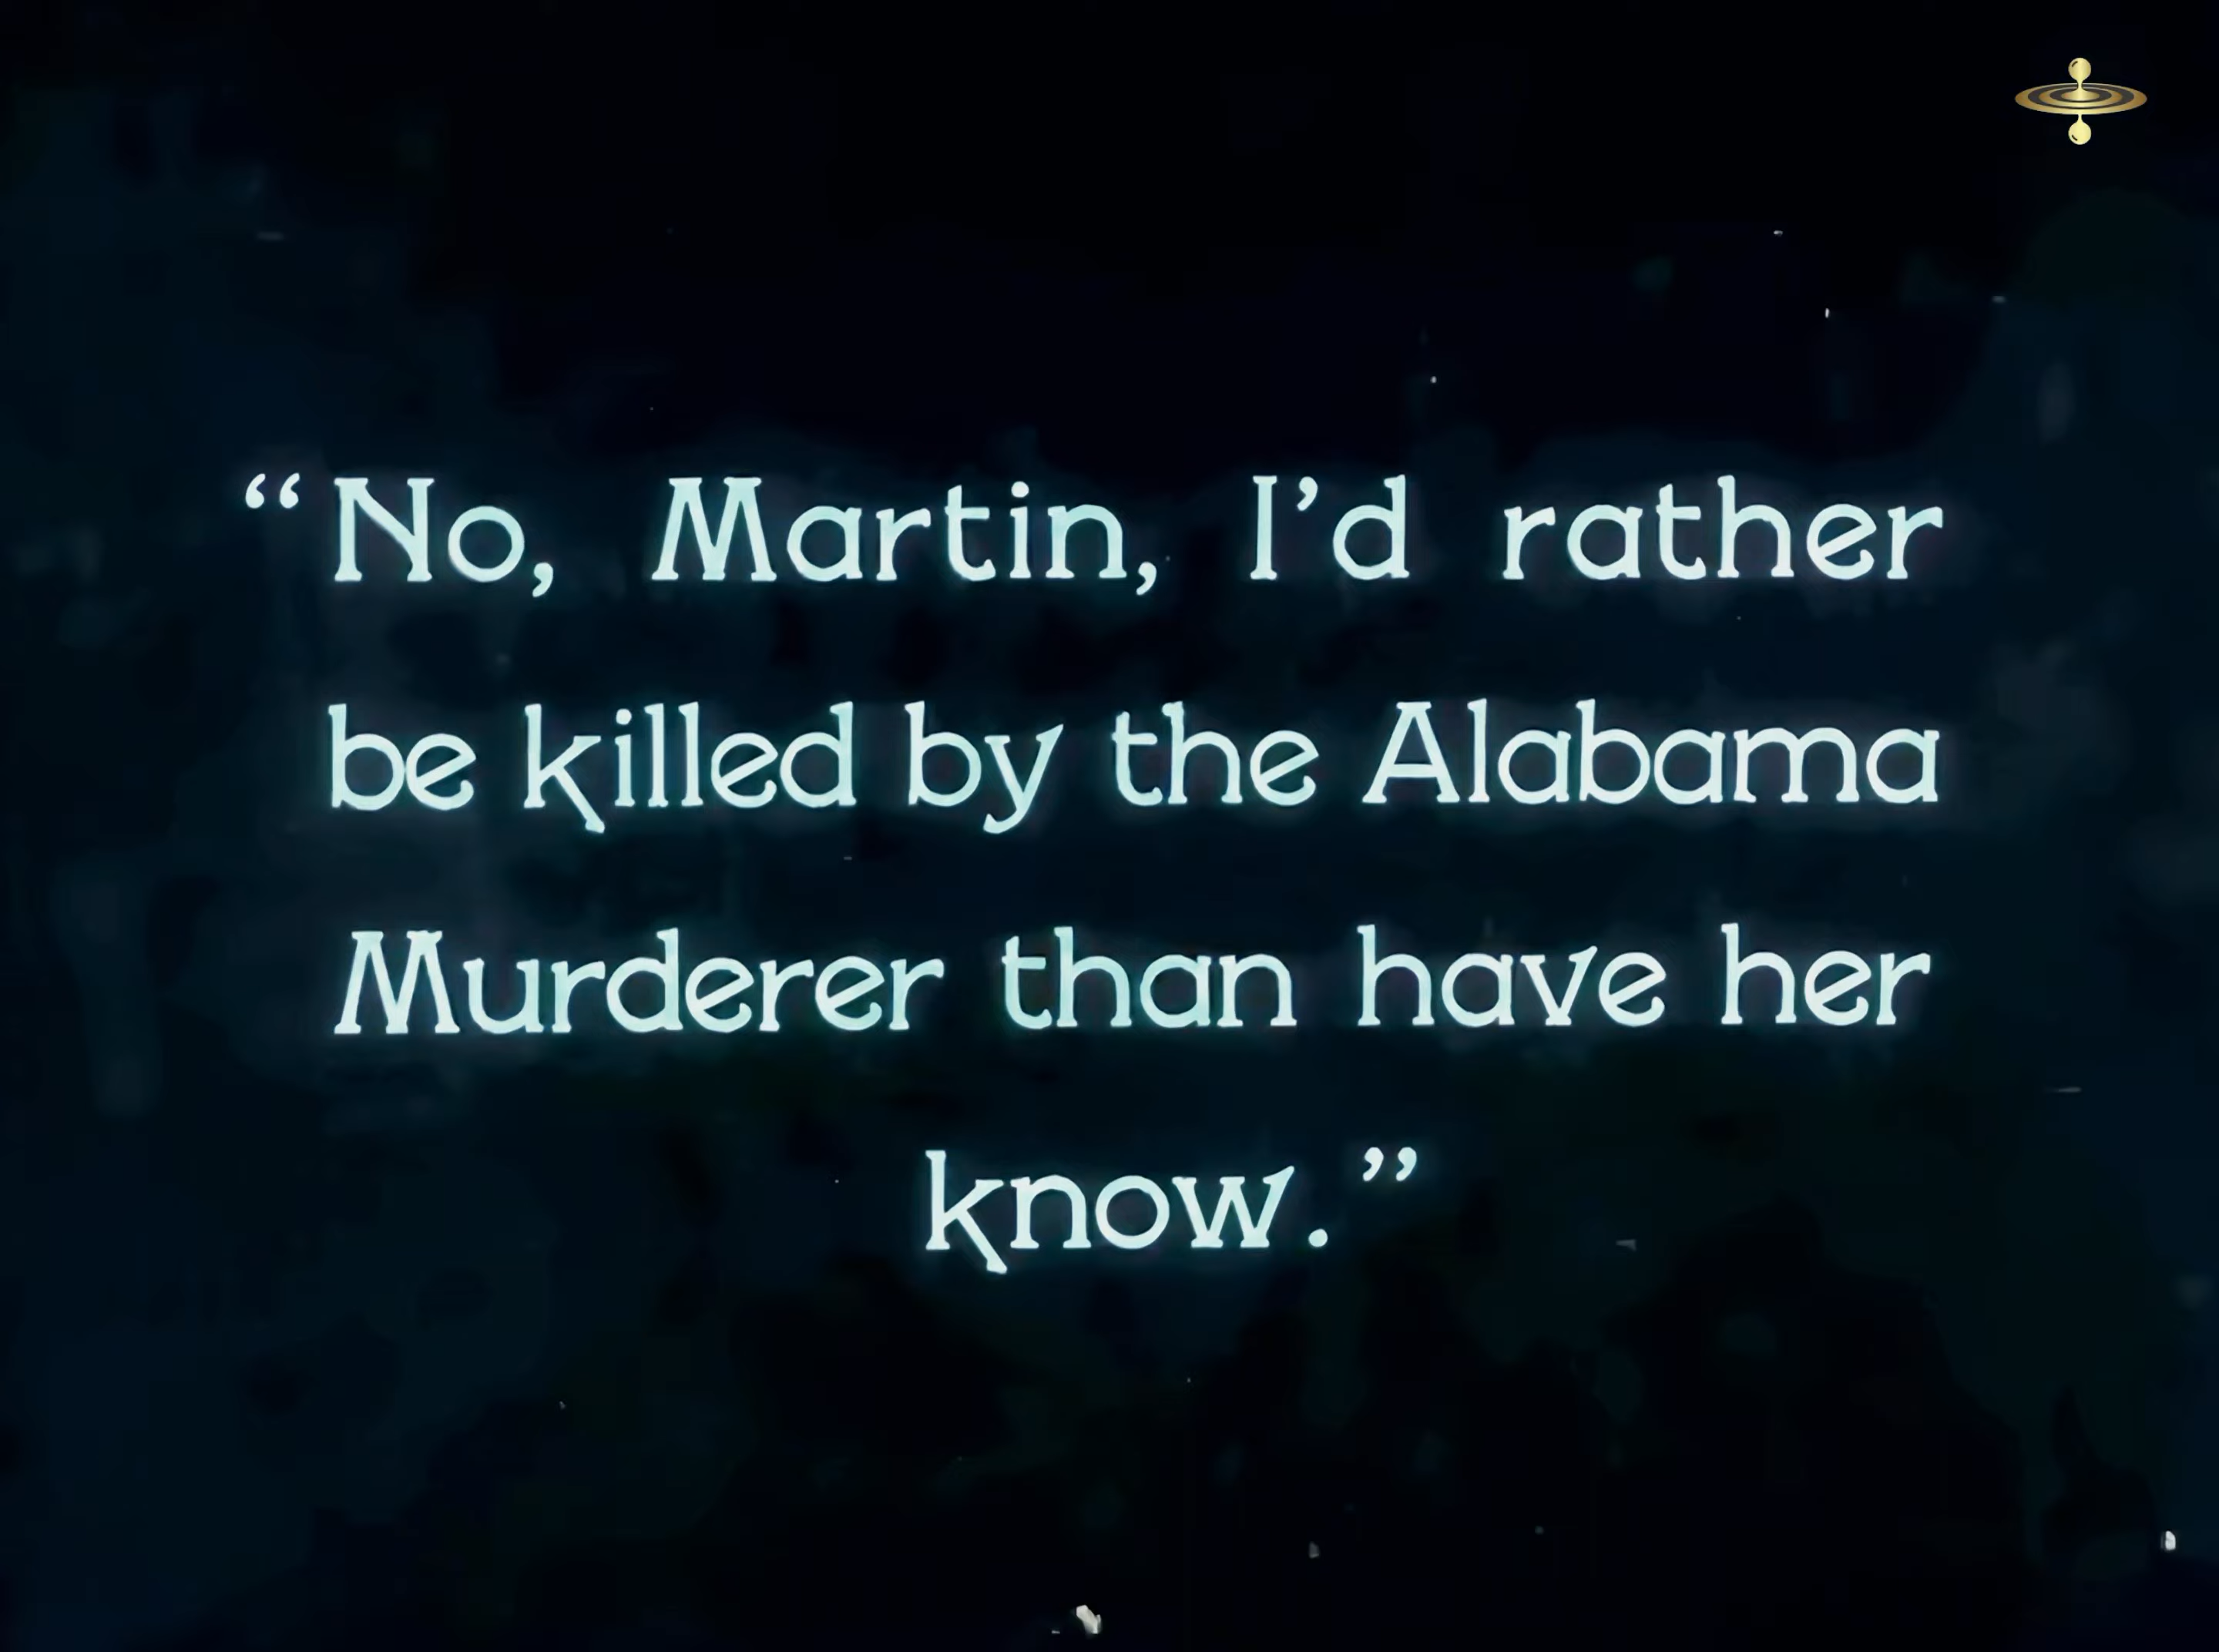 “No, Martin, I’d rather
be killed by the Alabama
Murderer than have her
know.”